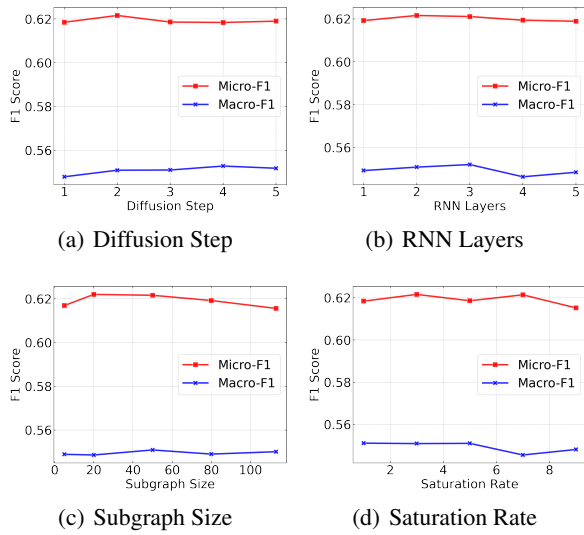 0.62
0.60
0.58
0.56
F1 Score
Micro-F1
Macro-F1
1 2 3 4 5
Diffusion Step
(a) Diffusion Step
0.62
0.60
0.58
0.56
F1 Score
Micro-F1
Macro-F1
1 2 3 4 5
RNN Layers
(b) RNN Layers
0.62
0.60
0.58
0.56
F1 Score
Micro-F1
Macro-F1
0 20 40 60 80 100
Subgraph Size
(c) Subgraph Size
0.62
0.60
0.58
0.56
F1 Score
Micro-F1
Macro-F1
2 4 6 8
Saturation Rate
(d) Saturation Rate